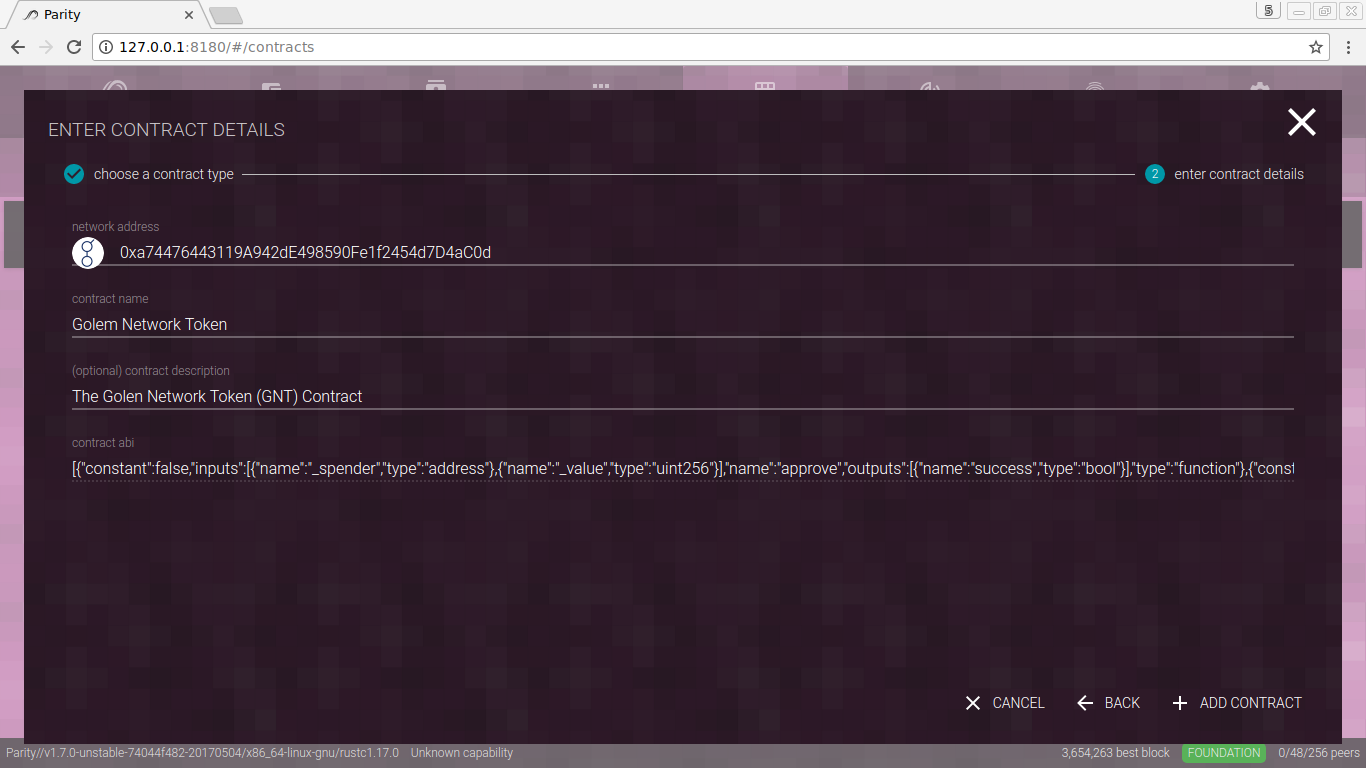 Parity
5
127.0.0.1:8180/#/contracts
ENTER CONTRACT DETAILS
choose a contract type
2 enter contract details
network address
0xa74476443119A942dE498590Fe1f2454d7D4aC0d
contract name
Golem Network Token
(optional) contract description
The Golen Network Token (GNT) Contract
contract abi
[{"constant":false,"inputs":[{"name":"_spender","type":"address"},{"name":"_value","type":"uint256"}],"name":"approve","outputs":[{"name":"success","type":"bool"}],"type":"function"},{"const
CANCEL BACK ADD CONTRACT
Parity//v1.7.0-unstable-74044f482-20170504/x86_64-linux-gnu/rustc1.17.0 Unknown capability 3,654,263 best block FOUNDATION 0/48/256 peers